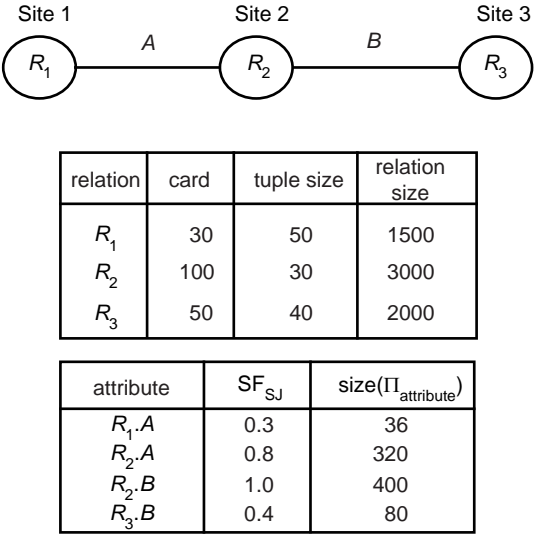 Site 1 Site 2 Site 3
A B
R1 R2 R3
relation card tuple size relation size
R1 30 50 1500
R2 100 30 3000
R3 50 40 2000
attribute SFSJ size(Πattribute)
R1.A 0.3 36
R2.A 0.8 320
R2.B 1.0 400
R3.B 0.4 80